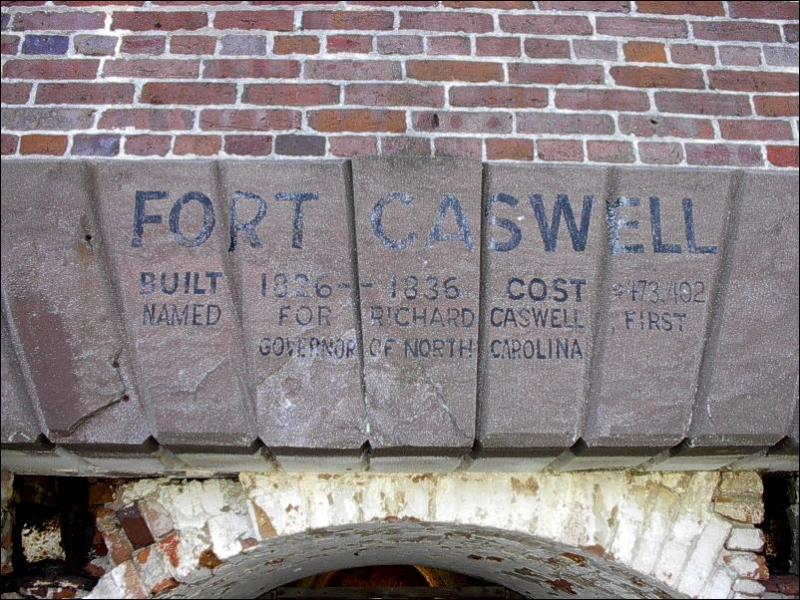 FORT CASWELL
BUILT 1826 -- 1836 COST $473,402
NAMED FOR RICHARD CASWELL, FIRST
GOVERNOR OF NORTH CAROLINA